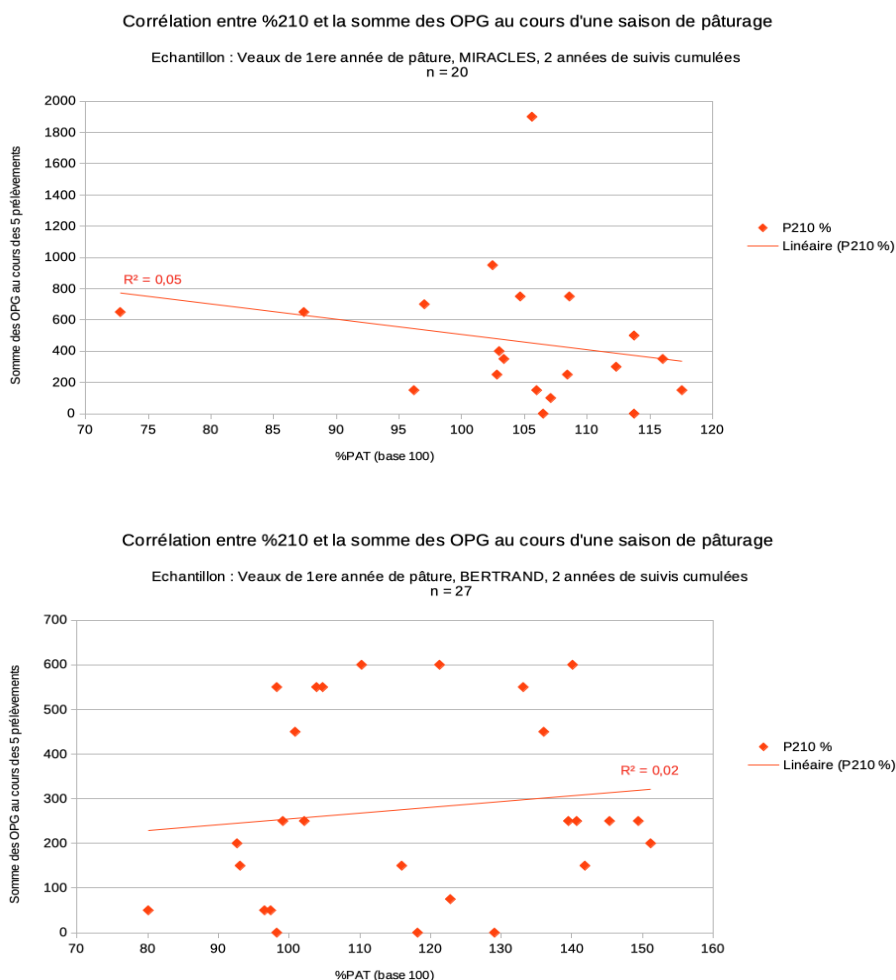 Corrélation entre %210 et la somme des OPG au cours d'une saison de pâturage
Echantillon : Veaux de 1ere année de pâture, MIRACLES, 2 années de suivis cumulées
n = 20
Somme des OPG au cours des 5 prélèvements
2000
1800
1600
1400
1200
1000
800
600
400
200
0
R² = 0,05
70 75 80 85 90 95 100 105 110 115 120
%PAT (base 100)
P210 %
Linéaire (P210 %)
Corrélation entre %210 et la somme des OPG au cours d'une saison de pâturage
Echantillon : Veaux de 1ere année de pâture, BERTRAND, 2 années de suivis cumulées
n = 27
Somme des OPG au cours des 5 prélèvements
700
600
500
400
300
200
100
0
R² = 0,02
70 80 90 100 110 120 130 140 150 160
%PAT (base 100)
P210 %
Linéaire (P210 %)